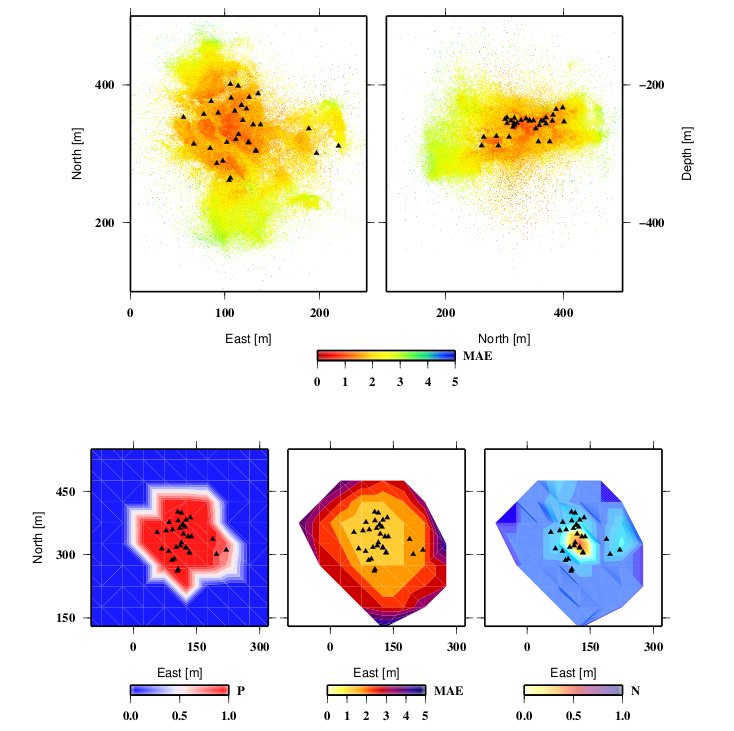 North [m]
400
200
0
100
200
East [m]
200
400
North [m]
−200
−400
Depth [m]
0 1 2 3 4 5
MAE
North [m]
450
300
150
0 150 300
0 150 300
0 150 300
East [m]
East [m]
East [m]
P
MAE
N
0.0 0.5 1.0
0 1 2 3 4 5
0.0 0.5 1.0